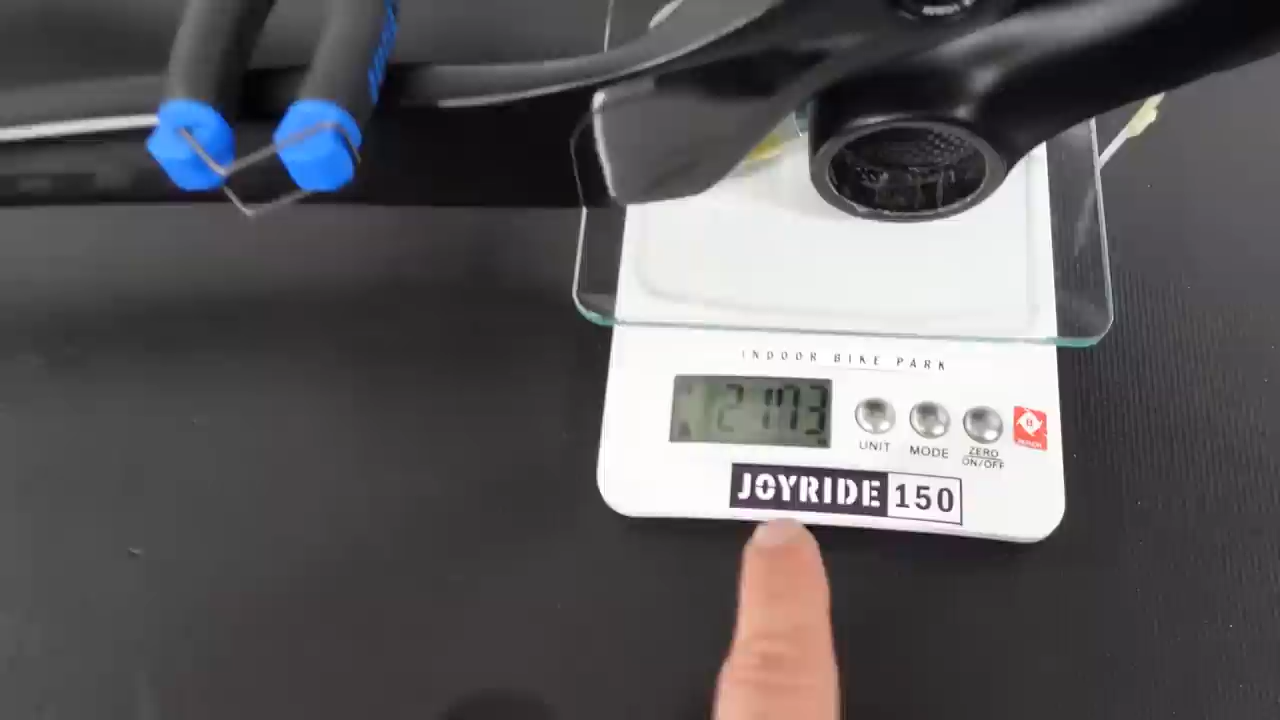 INDOOR BIKE PARK
2173
UNIT
MODE
ZERO
ON/OFF
B
JOYRIDE 150